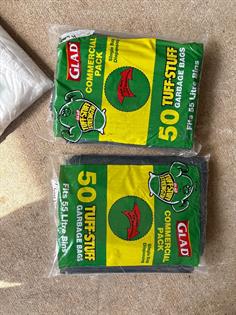 GLAD
COMMERCIAL
PACK
50 TUFF-STUFF
GARBAGE BAGS
Fits 55 Litre Bins
GLAD
COMMERCIAL
PACK
50 TUFF-STUFF
GARBAGE BAGS
Fits 55 Litre Bins